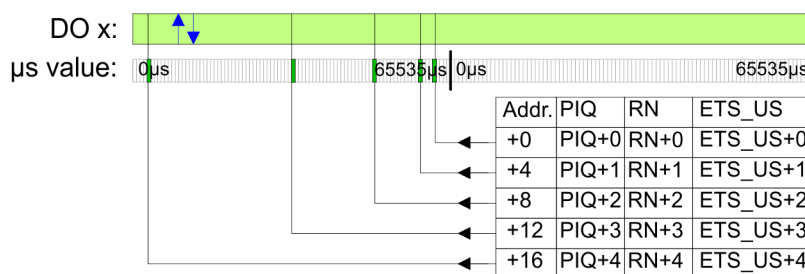 DO x:
µs value: 0µs 65535µs 0µs 65535µs
Addr. PIQ RN ETS_US
+0 PIQ+0 RN+0 ETS_US+0
+4 PIQ+1 RN+1 ETS_US+1
+8 PIQ+2 RN+2 ETS_US+2
+12 PIQ+3 RN+3 ETS_US+3
+16 PIQ+4 RN+4 ETS_US+4